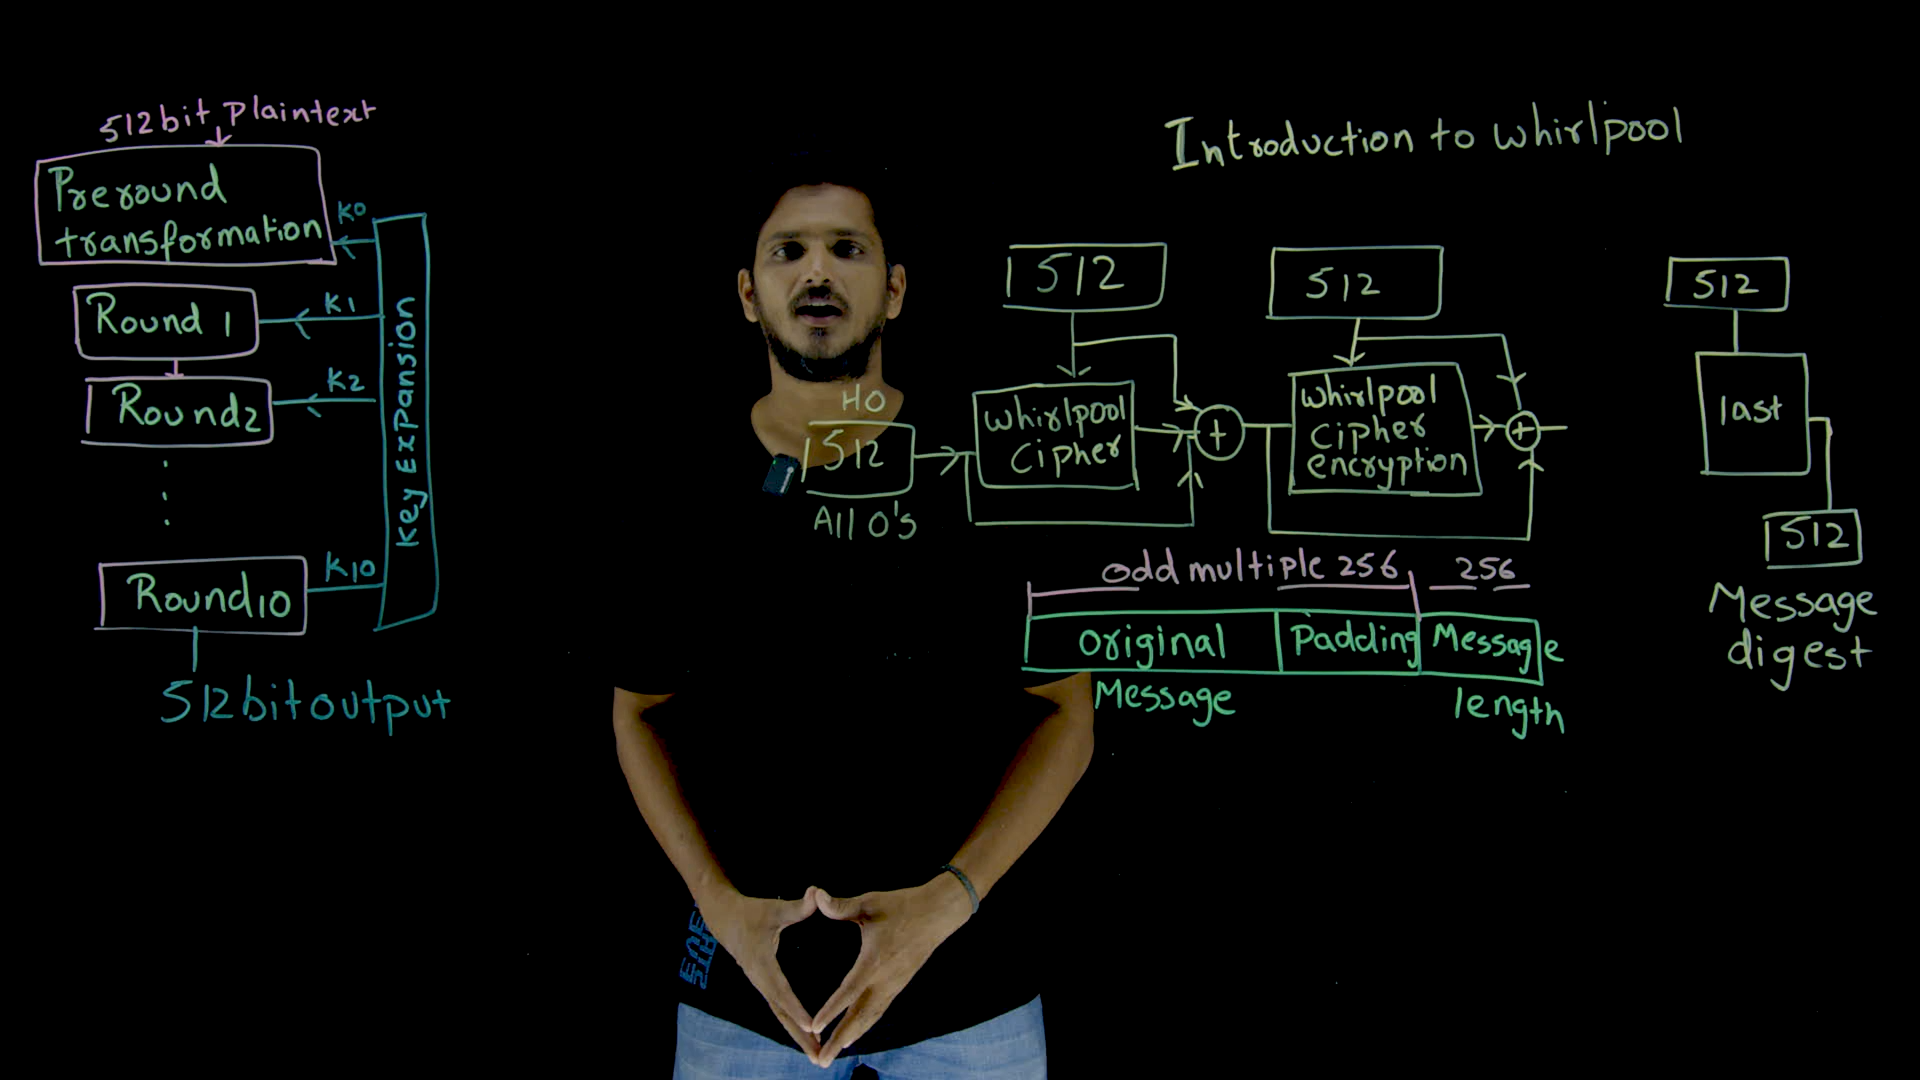 512bit Plaintext
Preround
transformation
K0
Round 1
K1
Round2
K2
Key Expansion
Round10
K10
512bit output
Introduction to whirlpool
512
512
512
H0
512
All 0's
whirlpool
cipher
+
whirlpool
cipher
encryption
+
last
512
Message
digest
odd multiple 256
256
original
Padding
Message
Message
length